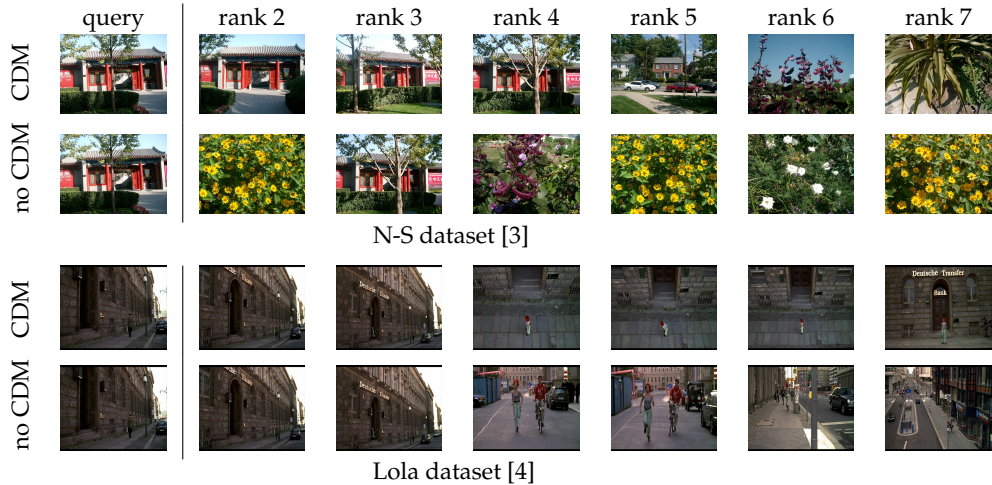 query rank 2 rank 3 rank 4 rank 5 rank 6 rank 7
CDM
no CDM
N-S dataset [3]
CDM
Deutsche Transfer
Bank
no CDM
Lola dataset [4]